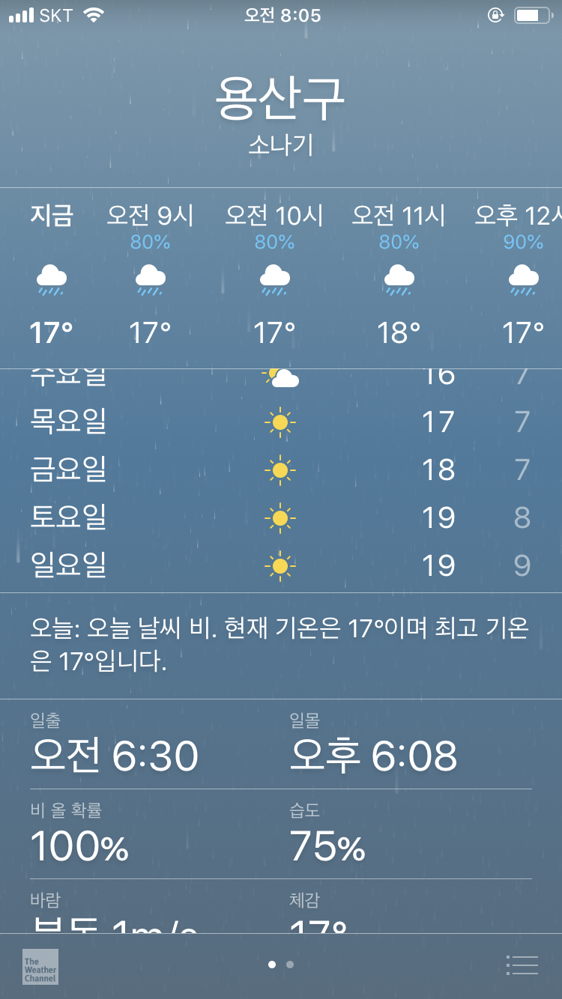 SKT 오전 8:05
용산구
소나기
지금 오전 9시 오전 10시 오전 11시 오후 12시
80% 80% 80% 90%
17° 17° 17° 18° 17°
수요일 16 7
목요일 17 7
금요일 18 7
토요일 19 8
일요일 19 9
오늘: 오늘 날씨 비. 현재 기온은 17°이며 최고 기온
은 17°입니다.
일출 일몰
오전 6:30 오후 6:08
비 올 확률 습도
100% 75%
바람 체감
북동 1m/s 17°
The
Weather
Channel